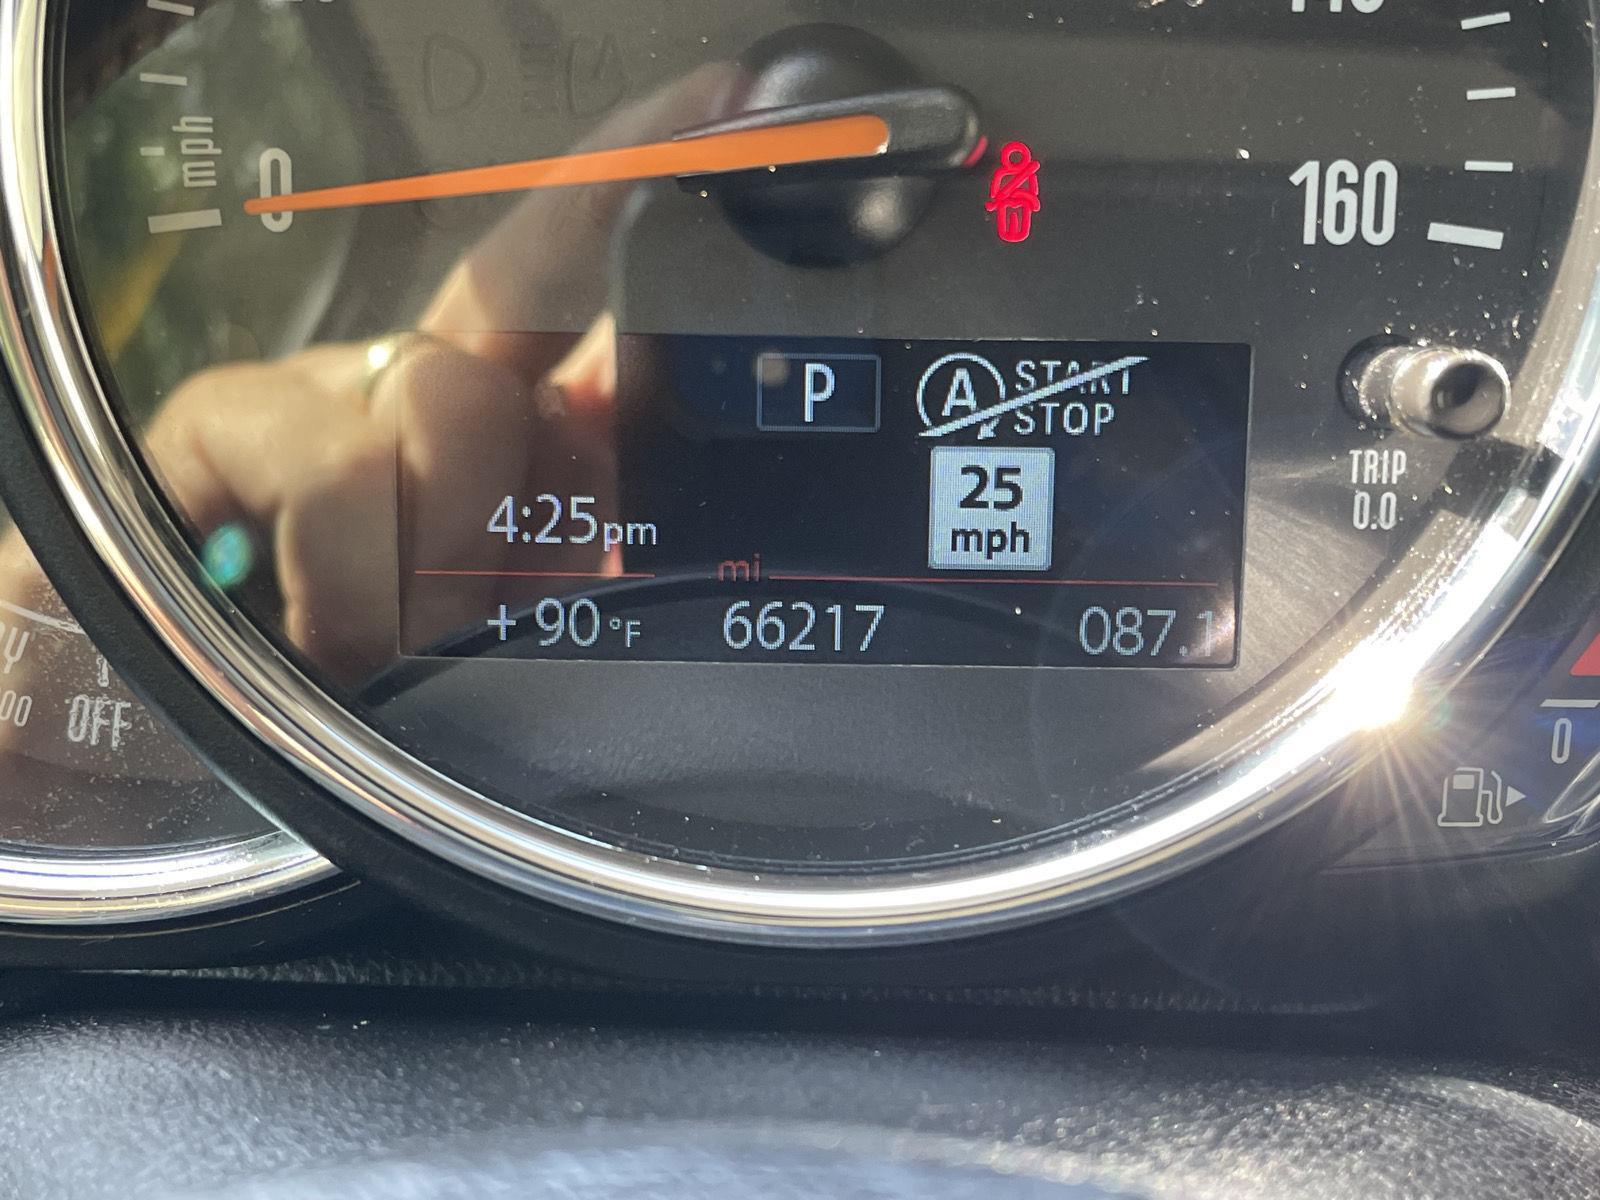 mph
0
160
P
A START
STOP
25
mph
4:25pm
mi
+ 90 °F 66217 087.1
TRIP
0.0
OFF
0